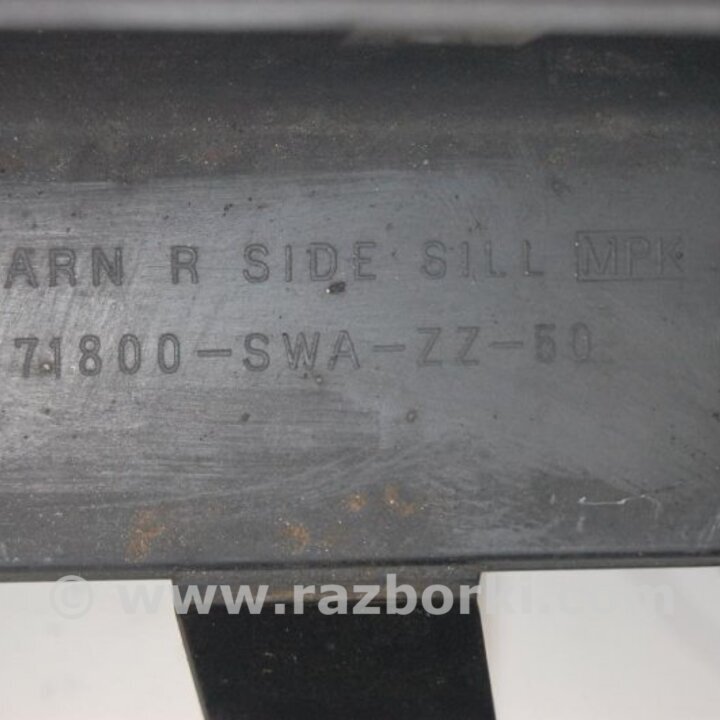 ARN R SIDE SILL MPK
71800-SWA-ZZ-50
© www.razborki.com